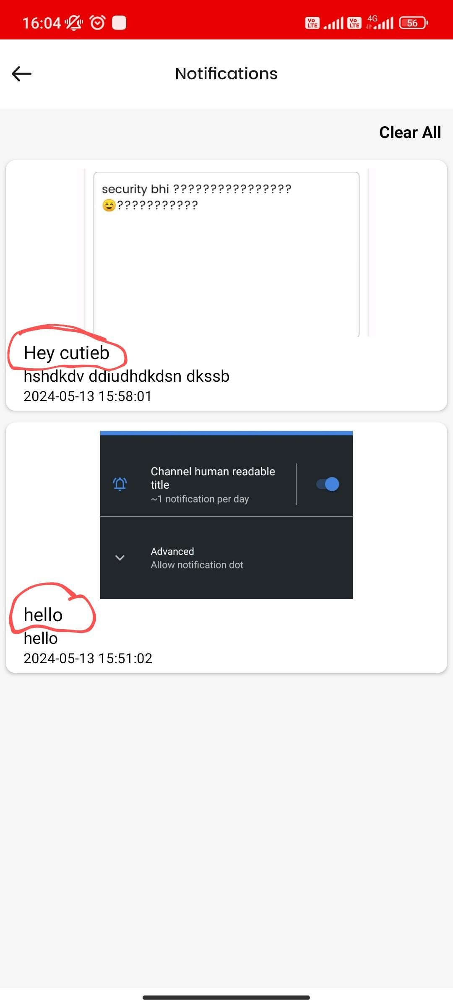 16:04
Vo LTE
Vo LTE
4G
56
Notifications
Clear All
security bhi ????????????????
😊???????????
Hey cutieb
hshdkdv ddiudhdkdsn dkssb
2024-05-13 15:58:01
Channel human readable
title
~1 notification per day
Advanced
Allow notification dot
hello
hello
2024-05-13 15:51:02